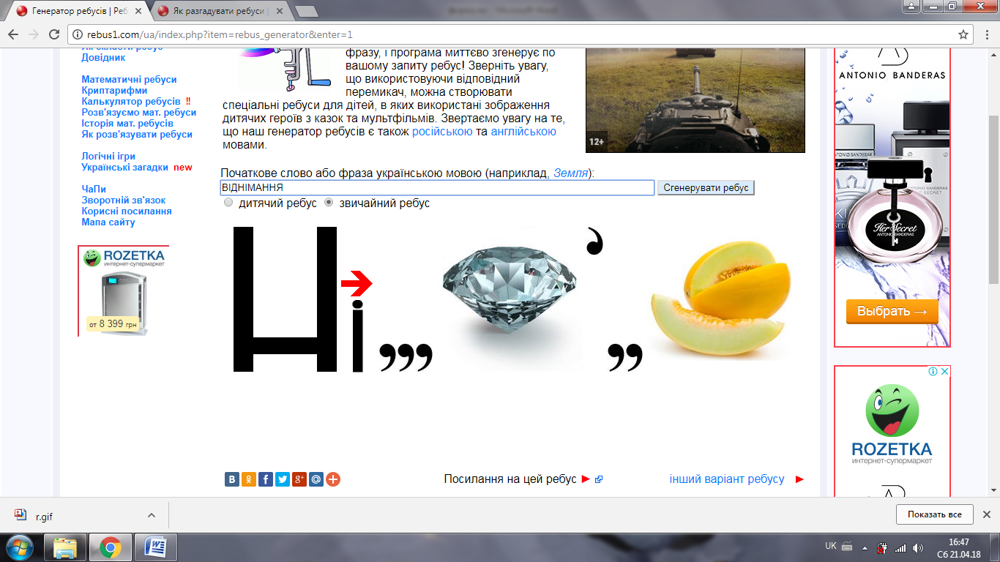 Генератор ребусів | Реб
Як разгадувати ребуси |
rebus1.com/ua/index.php?item=rebus_generator&enter=1
Довідник
Математичні ребуси
Криптарифми
Калькулятор ребусів !!
Розв'язуємо мат. ребуси
Історія мат. ребусів
Як розв'язувати ребуси
Логічні ігри
Українські загадки new
ЧаПи
Зворотній зв'язок
Корисні посилання
Мапа сайту
ROZETKA
интернет-супермаркет
от 8 399 грн
фразу, і програма миттєво згенерує по
вашому запиту ребус! Зверніть увагу,
що використовуючи відповідний
перемикач, можна створювати
спеціальні ребуси для дітей, в яких використані зображення
дитячих героїв з казок та мультфільмів. Звертаємо увагу на те,
що наш генератор ребусів є також російською та англійською
мовами.
12+
Початкове слово або фраза українською мовою (наприклад, Земля):
ВІДНІМАННЯ
Сгенерувати ребус
дитячий ребус звичайний ребус
і ,,, ’ ,,
Посилання на цей ребус
інший варіант ребусу
ANTONIO BANDERAS
Her Secret
ANTONIO BANDERAS
Выбрать →
ROZETKA
интернет-супермаркет
r.gif
Показать все
UK
16:47
Сб 21.04.18